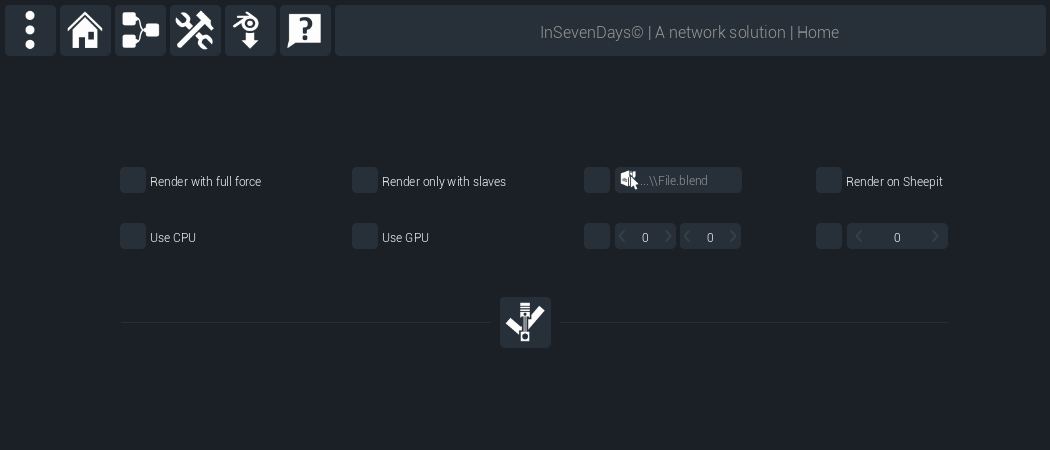 InSevenDays© | A network solution | Home
Render with full force
Render only with slaves
...\\File.blend
Render on Sheepit
Use CPU
Use GPU
0
0
0